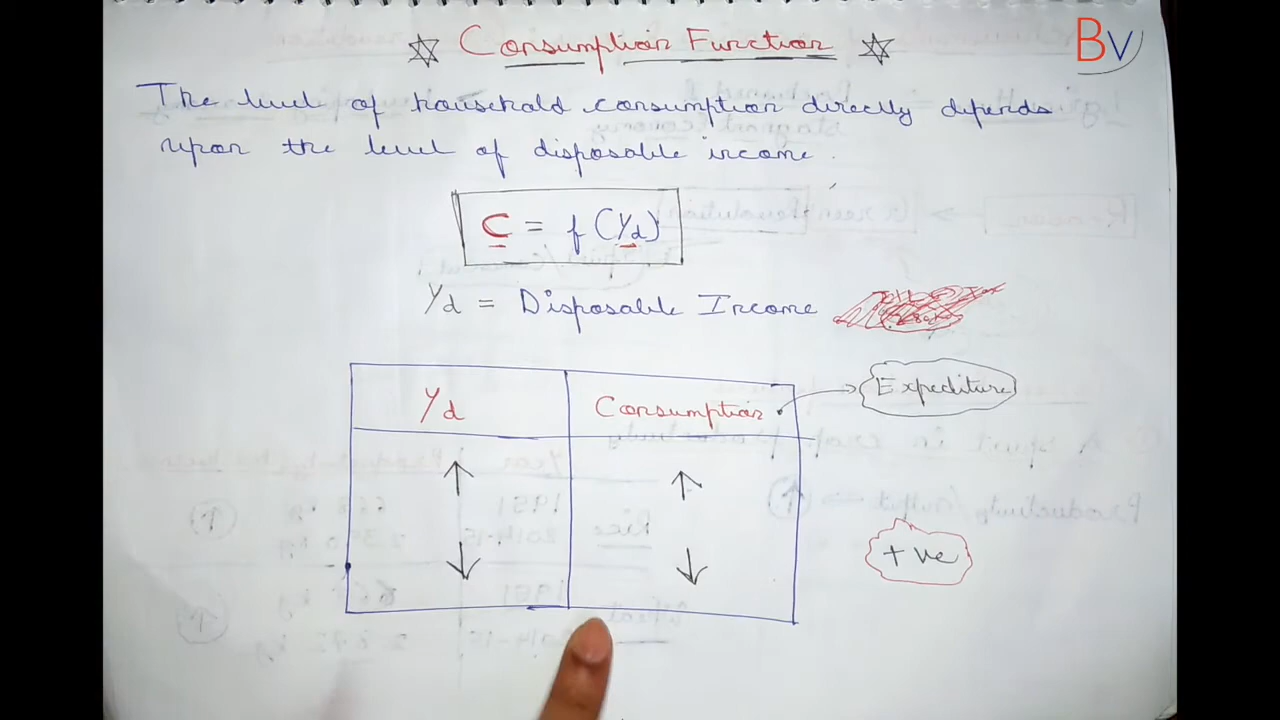 Consumption Function
BV
The level of household consumption directly depends
upon the level of disposable income.
C = f (Yd)
Yd = Disposable Income
Yd
Consumption
Expediture
↑ ↑
↓ ↓
+ ve